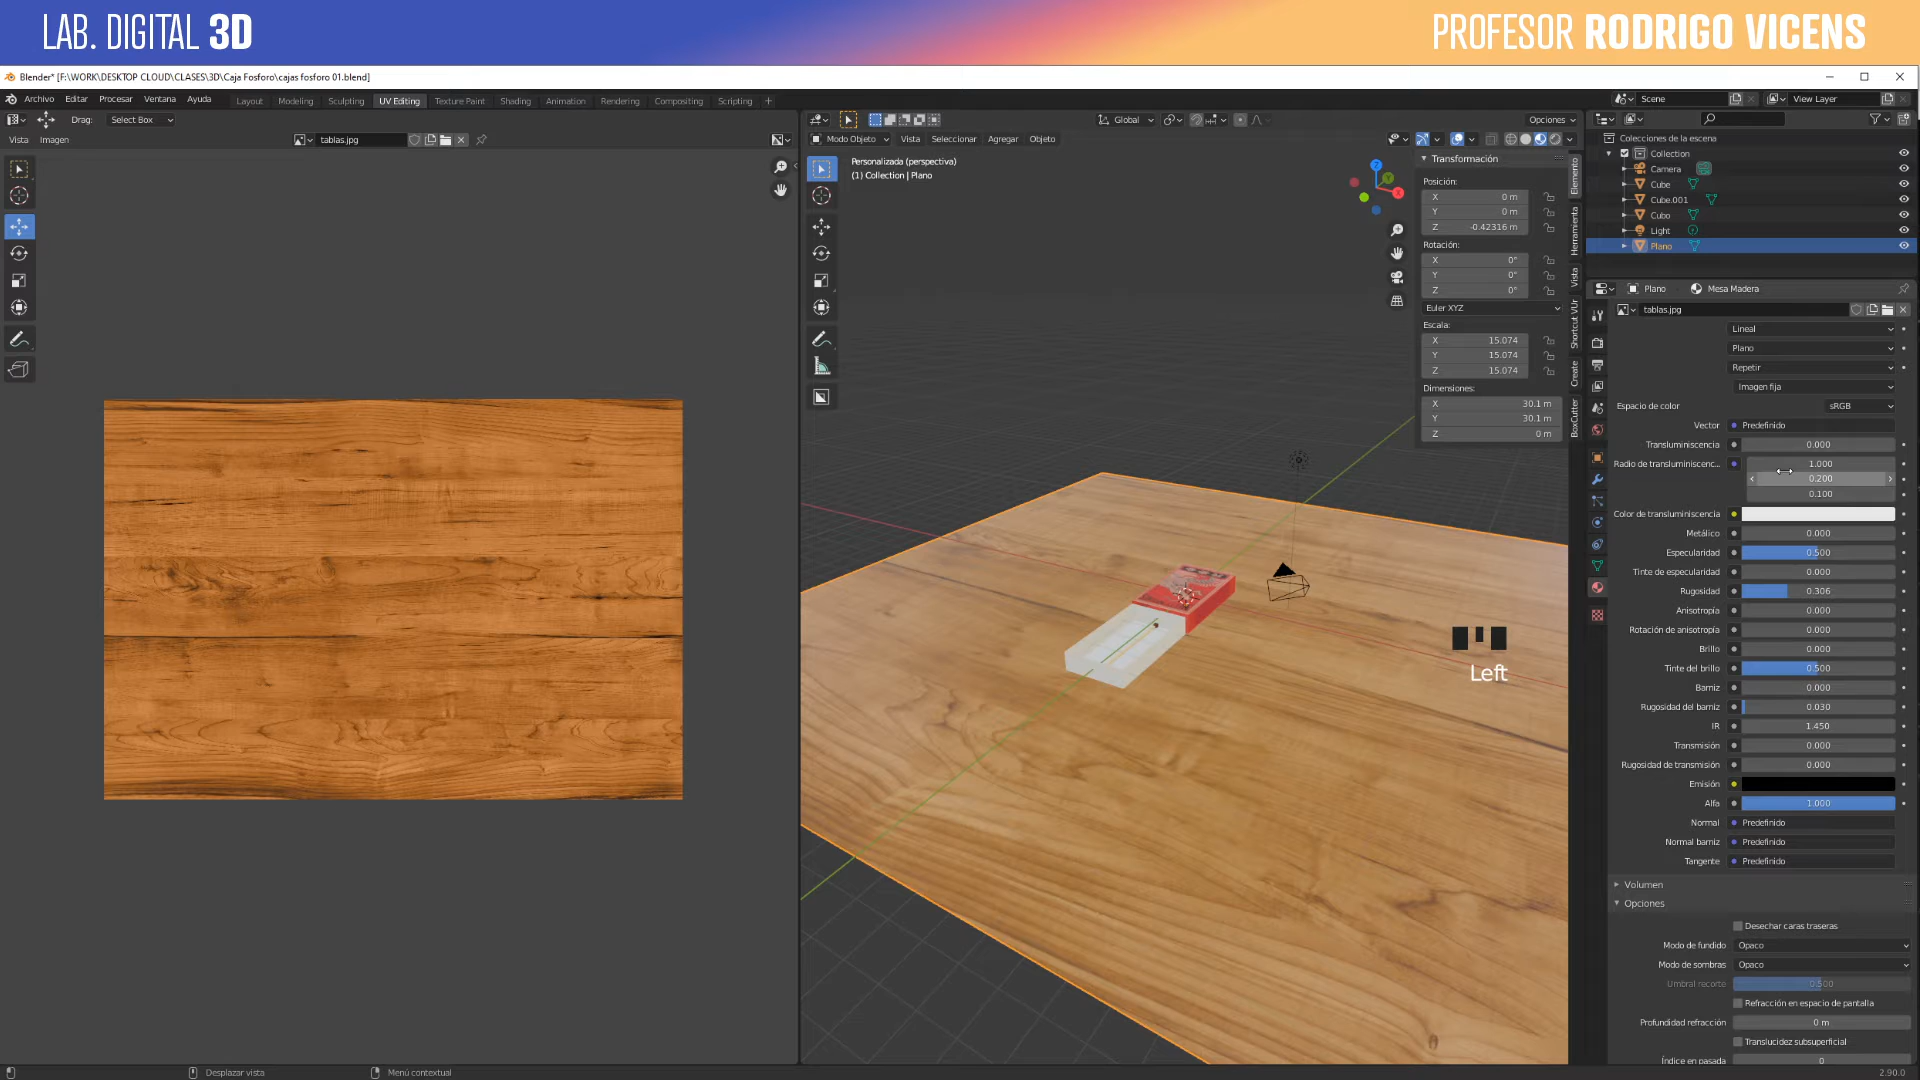 LAB. DIGITAL 3D
PROFESOR RODRIGO VICENS
Blender* [F:\WORK\DESKTOP CLOUD\CLASES\3D\Caja Fosforo\cajas fosforo 01.blend]
Archivo Editar Procesar Ventana Ayuda
Layout Modeling Sculpting UV Editing Texture Paint Shading Animation Rendering Compositing Scripting +
Scene
View Layer
Drag: Select Box
Global
Opciones
Vista Imagen
tablas.jpg
Modo Objeto Vista Seleccionar Agregar Objeto
Personalizada (perspectiva)
(1) Collection | Plano
Transformación
Posición:
X 0 m
Y 0 m
Z -0.42316 m
Rotación:
X 0°
Y 0°
Z 0°
Euler XYZ
Escala:
X 15.074
Y 15.074
Z 15.074
Dimensiones:
X 30.1 m
Y 30.1 m
Z 0 m
Elemento
Herramienta
Vista
Shortcut VUr
Create
BoxCutter
Left
Colecciones de la escena
Collection
Camera
Cube
Cube.001
Cubo
Light
Plano
Plano Mesa Madera
tablas.jpg
Lineal
Plano
Repetir
Imagen fija
Espacio de color sRGB
Vector Predefinido
Transluminiscencia 0.000
Radio de transluminiscenc... 1.000
0.200
0.100
Color de transluminiscencia
Metálico 0.000
Especularidad 0.500
Tinte de especularidad 0.000
Rugosidad 0.306
Anisotropía 0.000
Rotación de anisotropía 0.000
Brillo 0.000
Tinte del brillo 0.500
Barniz 0.000
Rugosidad del barniz 0.030
IR 1.450
Transmisión 0.000
Rugosidad de transmisión 0.000
Emisión
Alfa 1.000
Normal Predefinido
Normal barniz Predefinido
Tangente Predefinido
Volumen
Opciones
Desechar caras traseras
Modo de fundido Opaco
Modo de sombras Opaco
Umbral recorte 0.500
Refracción en espacio de pantalla
Profundidad refracción 0 m
Translucidez subsuperficial
Índice en pasada 0
Desplazar vista
Menú contextual
2.90.0